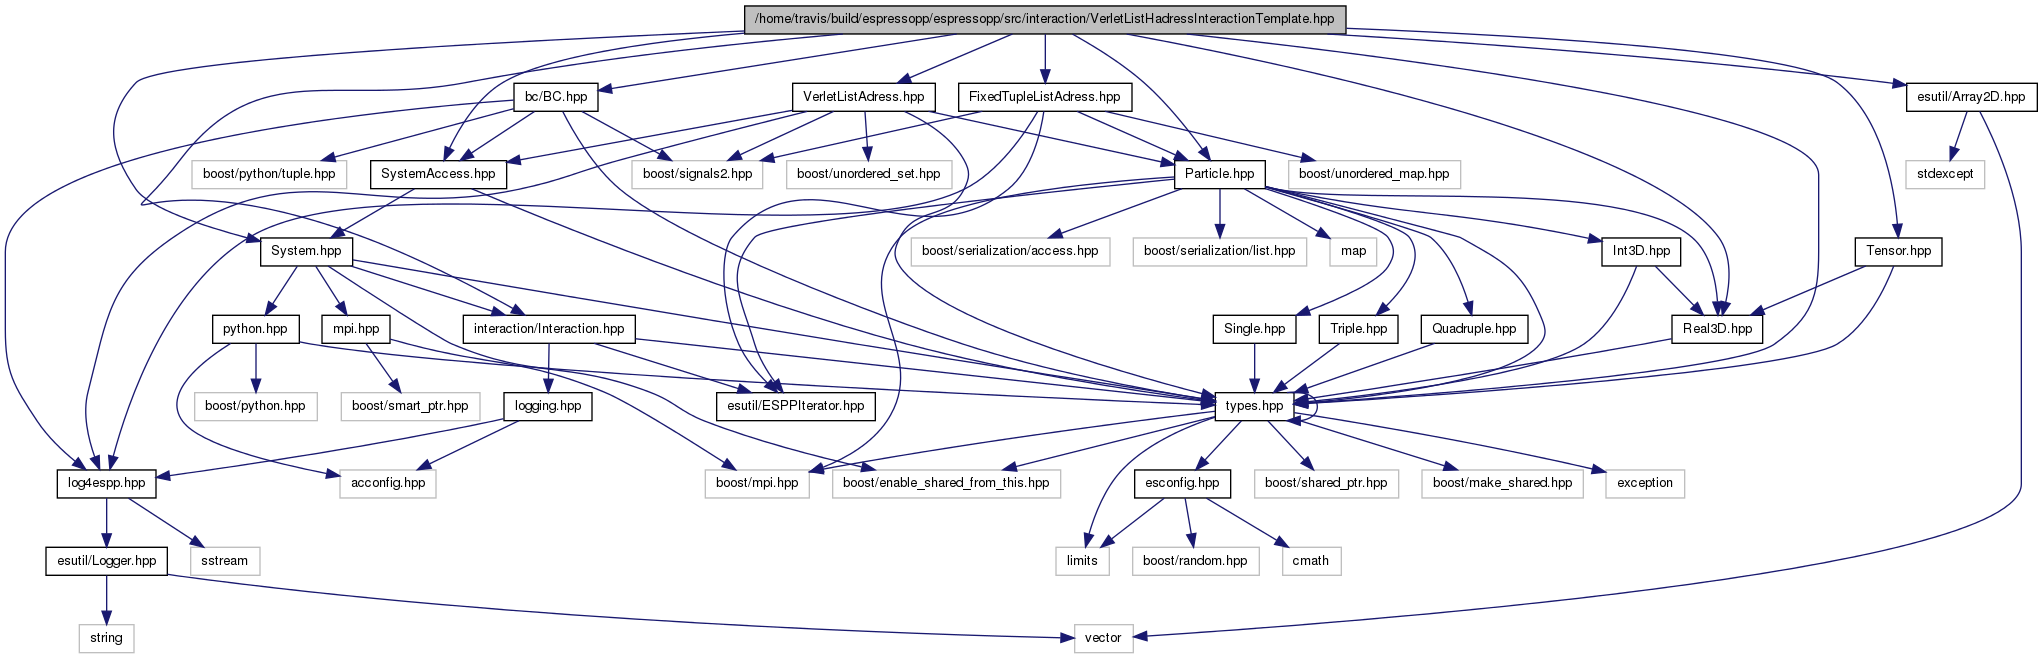 /home/travis/build/espressopp/espressopp/src/interaction/VerletListHadressInteractionTemplate.hpp
bc/BC.hpp
VerletListAdress.hpp
FixedTupleListAdress.hpp
esutil/Array2D.hpp
boost/python/tuple.hpp
SystemAccess.hpp
boost/signals2.hpp
boost/unordered_set.hpp
Particle.hpp
boost/unordered_map.hpp
stdexcept
System.hpp
boost/serialization/access.hpp
boost/serialization/list.hpp
map
Int3D.hpp
Tensor.hpp
python.hpp
mpi.hpp
interaction/Interaction.hpp
Single.hpp
Triple.hpp
Quadruple.hpp
Real3D.hpp
boost/python.hpp
boost/smart_ptr.hpp
logging.hpp
esutil/ESPPIterator.hpp
types.hpp
log4espp.hpp
acconfig.hpp
boost/mpi.hpp
boost/enable_shared_from_this.hpp
esconfig.hpp
boost/shared_ptr.hpp
boost/make_shared.hpp
exception
esutil/Logger.hpp
sstream
limits
boost/random.hpp
cmath
string
vector